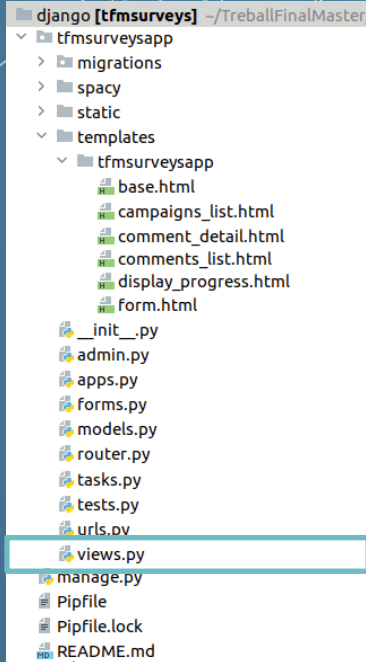 django [tfmsurveys] ~/TreballFinalMaster
tfmsurveysapp
migrations
spacy
static
templates
tfmsurveysapp
base.html
campaigns_list.html
comment_detail.html
comments_list.html
display_progress.html
form.html
__init__.py
admin.py
apps.py
forms.py
models.py
router.py
tasks.py
tests.py
urls.py
views.py
manage.py
Pipfile
Pipfile.lock
README.md